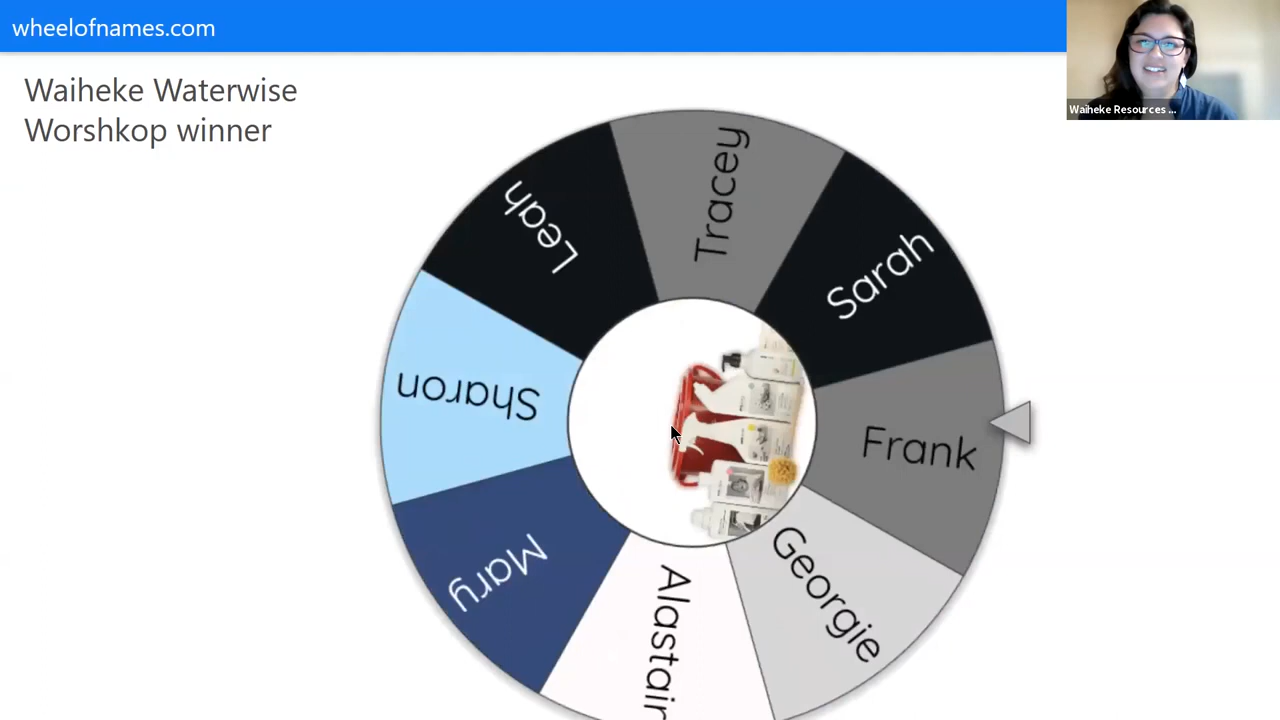 wheelofnames.com
Waiheke Waterwise
Worshkop winner
Waiheke Resources ...
Tracey
Sarah
Frank
Georgie
Alastair
Mary
Sharon
Leah